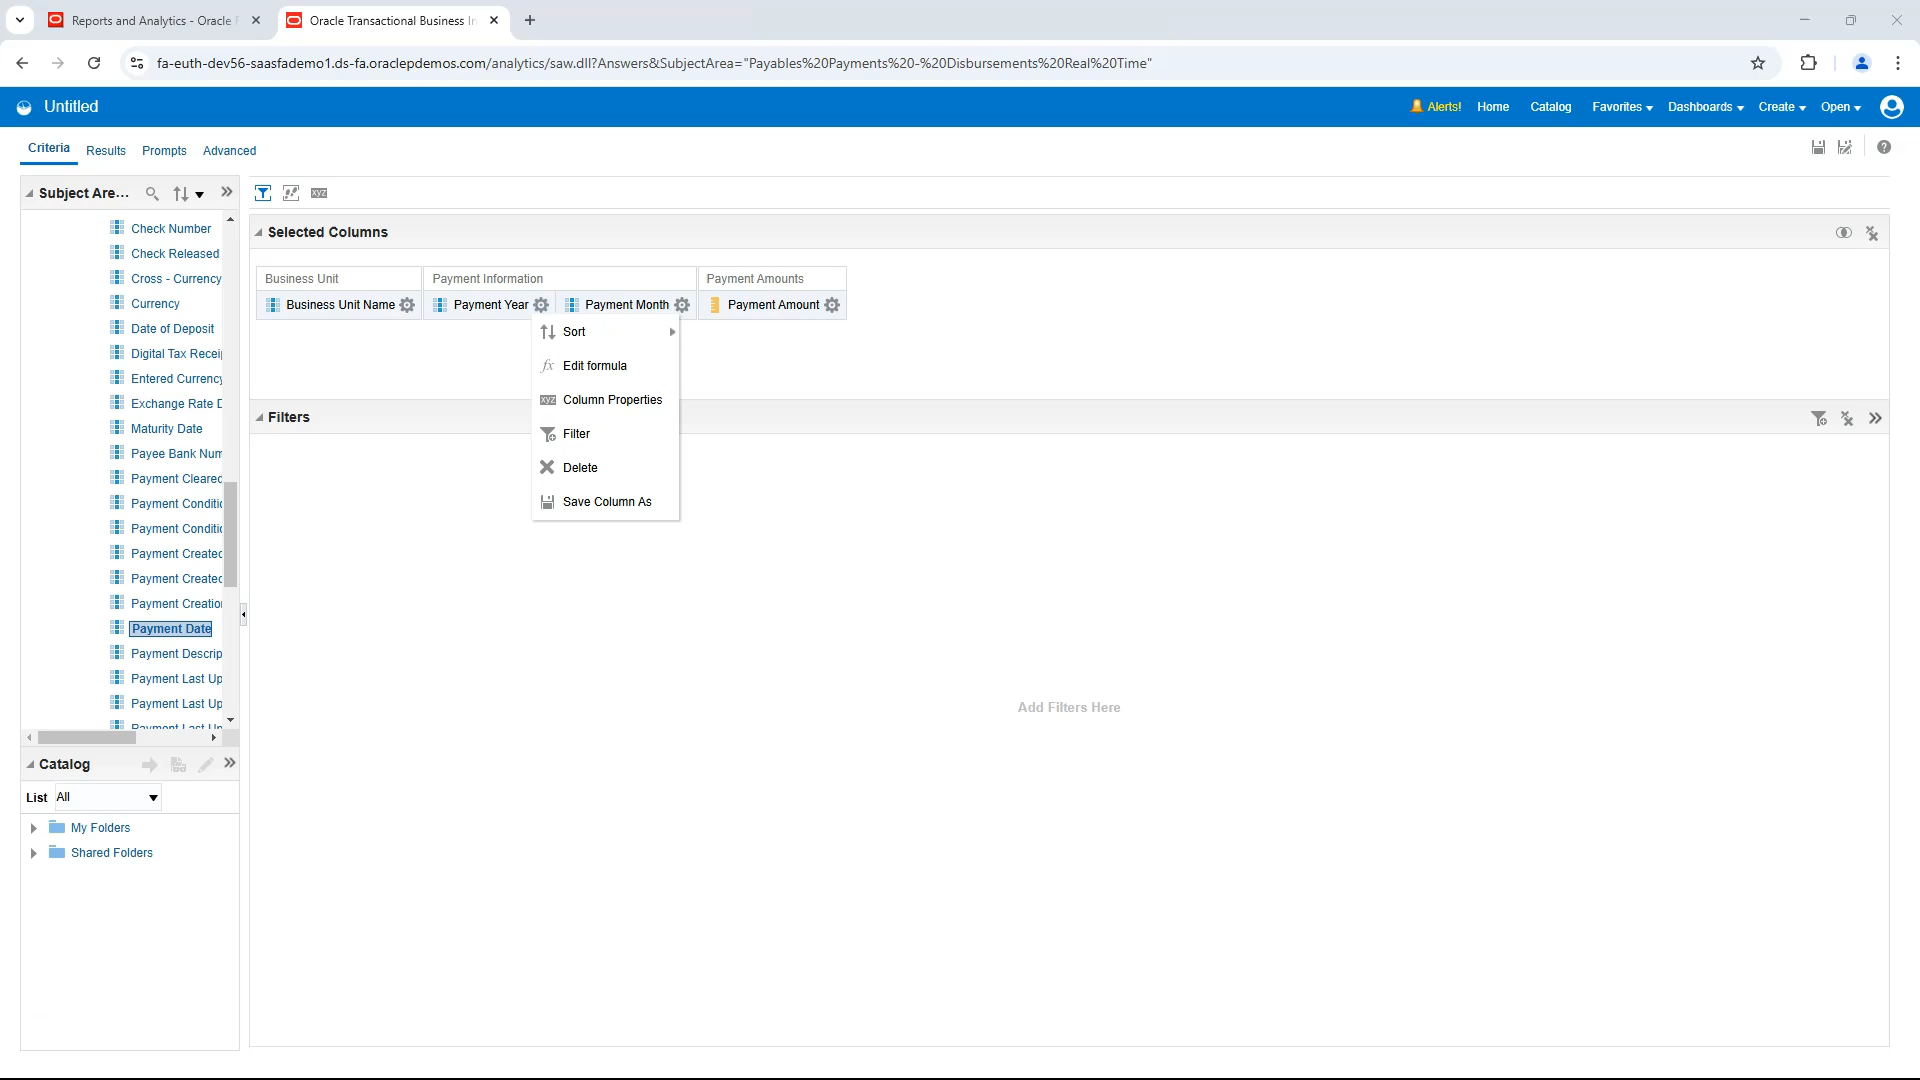 Reports and Analytics - Oracle F
Oracle Transactional Business In
fa-euth-dev56-saasfademo1.ds-fa.oraclepdemos.com/analytics/saw.dll?Answers&SubjectArea="Payables%20Payments%20-%20Disbursements%20Real%20Time"
Untitled
Alerts!
Home
Catalog
Favorites
Dashboards
Create
Open
Criteria
Results
Prompts
Advanced
Subject Are...
xyz
Check Number
Check Released
Cross - Currency
Currency
Date of Deposit
Digital Tax Recei
Entered Currency
Exchange Rate D
Maturity Date
Payee Bank Num
Payment Cleared
Payment Conditio
Payment Conditio
Payment Created
Payment Created
Payment Creation
Payment Date
Payment Descrip
Payment Last Up
Payment Last Up
Payment Last Up
Catalog
List All
My Folders
Shared Folders
Selected Columns
Business Unit
Payment Information
Payment Amounts
Business Unit Name
Payment Year
Payment Month
Payment Amount
Sort
fx Edit formula
xyz Column Properties
Filter
Delete
Save Column As
Filters
Add Filters Here